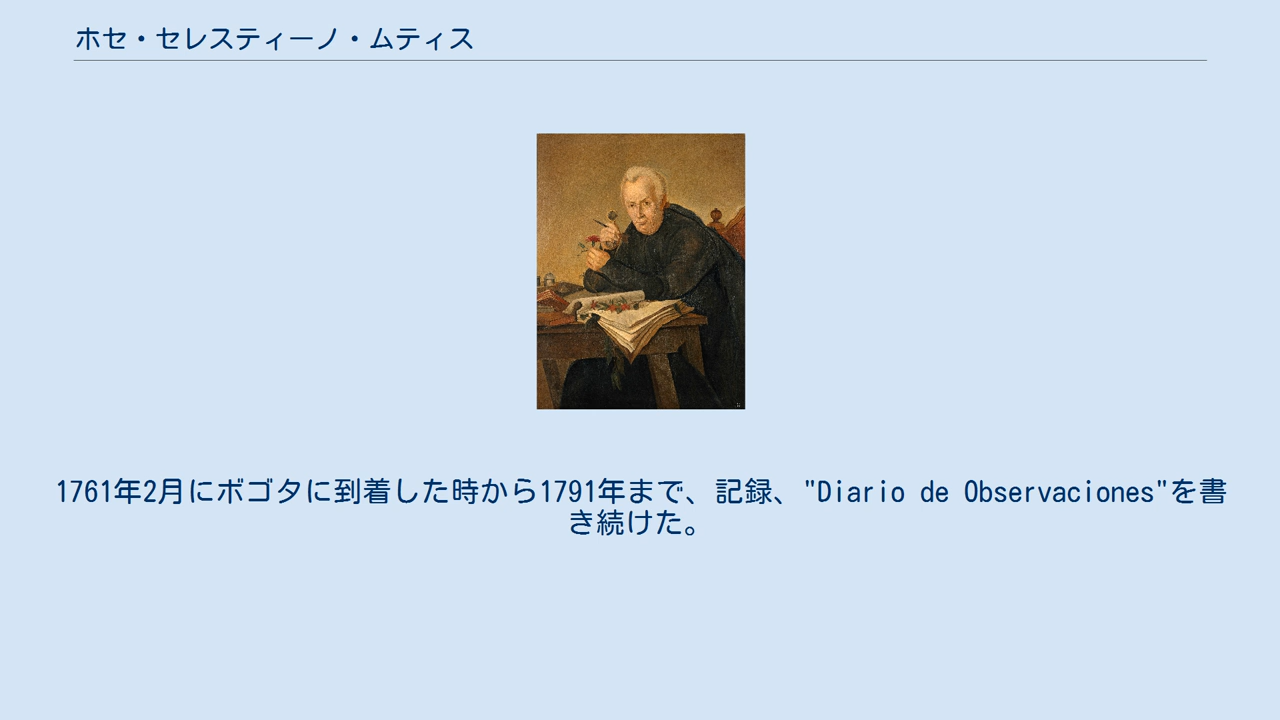 ホセ・セレスティーノ・ムティス
1761年2月にボゴタに到着した時から1791年まで、記録、"Diario de Observaciones"を書
き続けた。